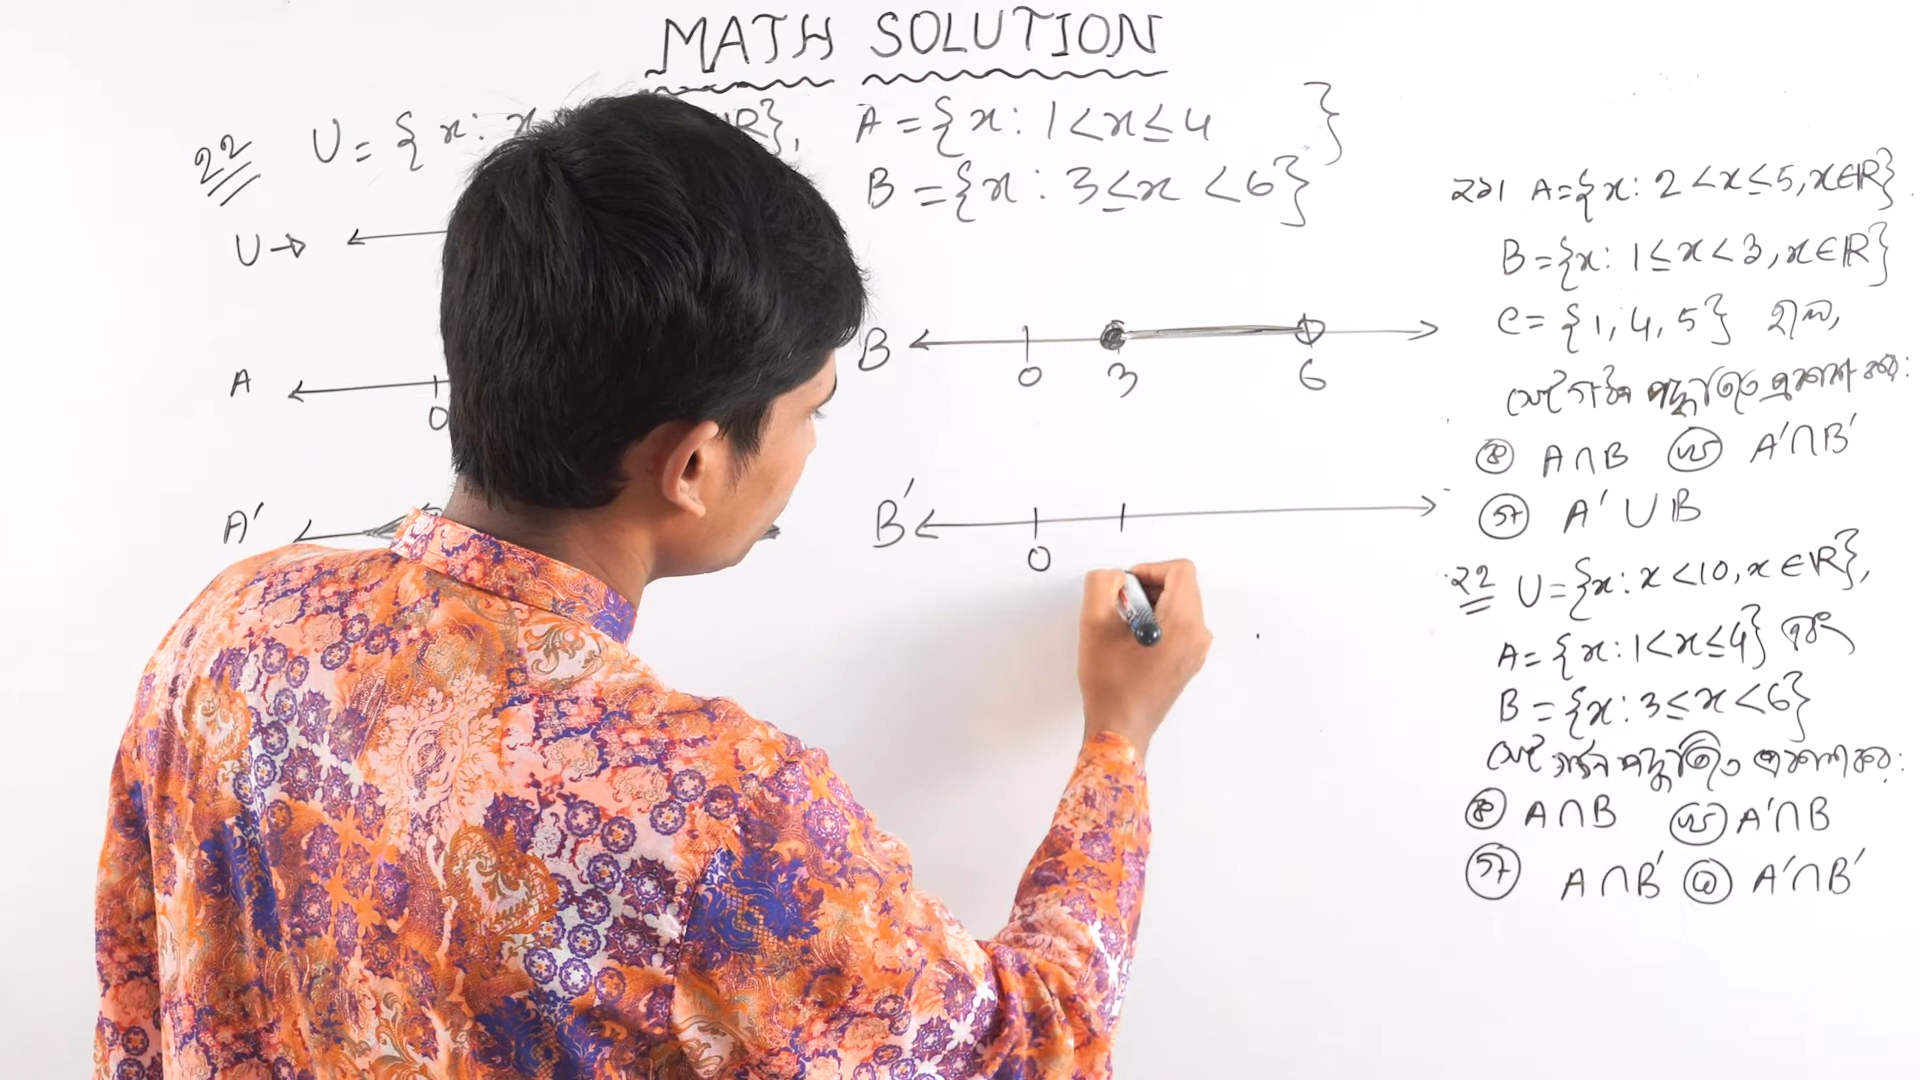 MATH SOLUTION
22 U = { x : x R}, A = { x : 1 < x ≤ 4 }
B = { x : 3 ≤ x < 6 }
U →
A 0
A'
B 0 3 6
B' 0
২১। A = { x : 2 < x ≤ 5, x ∈ ℝ }
B = { x : 1 ≤ x < 3, x ∈ ℝ }
C = { 1, 4, 5 } হলে,
সেট গঠন পদ্ধতিতে প্রকাশ কর:
ক A ∩ B খ A' ∩ B'
গ A' ∪ B
২২ U = { x : x < 10, x ∈ ℝ },
A = { x : 1 < x ≤ 4 } এবং
B = { x : 3 ≤ x < 6 }
সেট গঠন পদ্ধতিতে প্রকাশ কর:
ক A ∩ B খ A' ∩ B
গ A ∩ B' ঘ A' ∩ B'